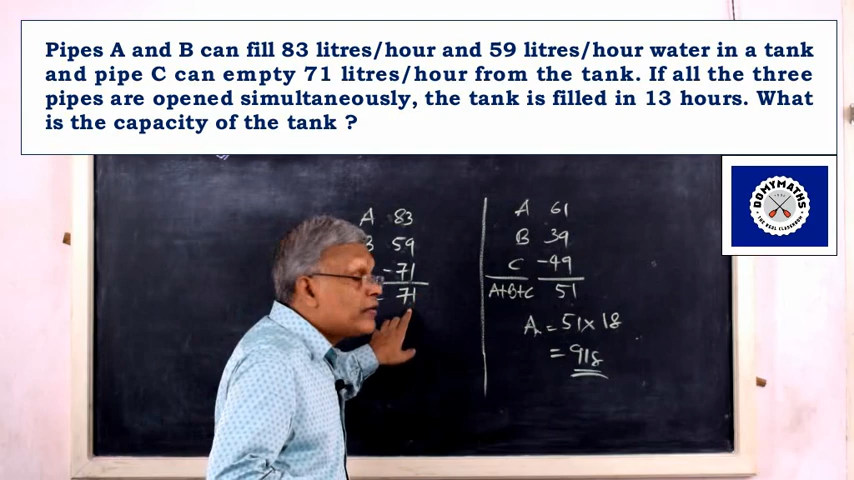 Pipes A and B can fill 83 litres/hour and 59 litres/hour water in a tank
and pipe C can empty 71 litres/hour from the tank. If all the three
pipes are opened simultaneously, the tank is filled in 13 hours. What
is the capacity of the tank ?
DOMYMATHS
THE REAL CLASSROOM
A 83
B 59
-71
71
A 61
B 39
C -49
A+B+C 51
A = 51 x 18
= 918